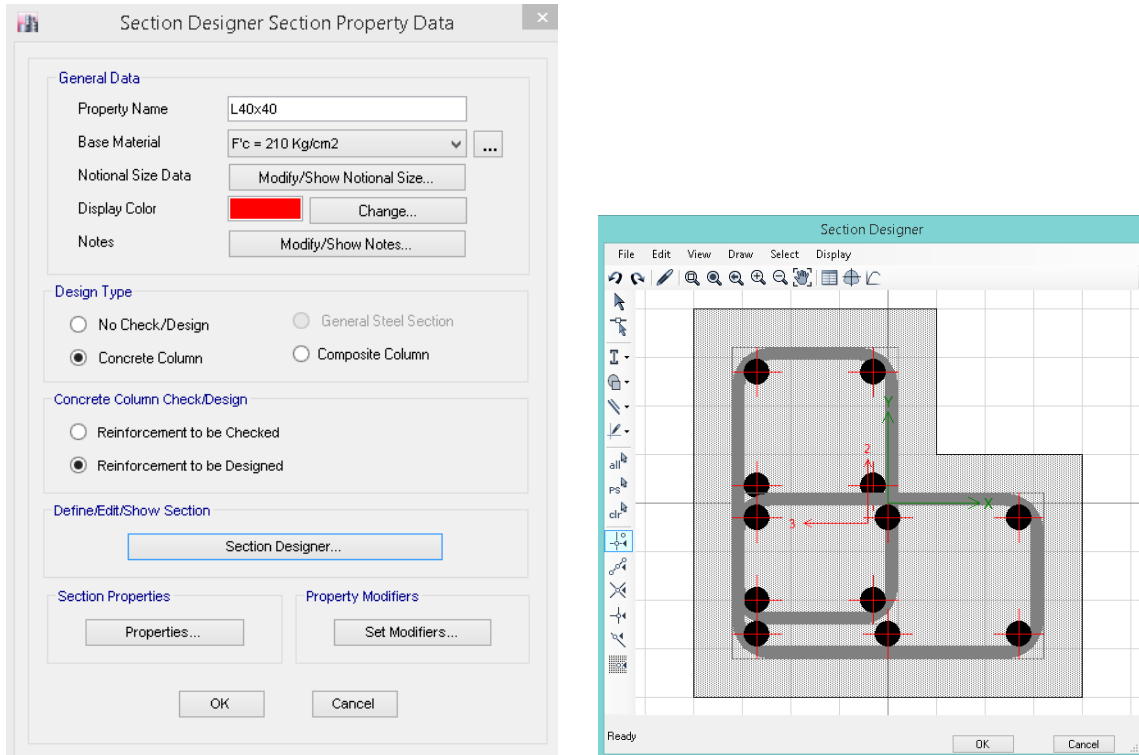 Section Designer Section Property Data
General Data
Property Name L40x40
Base Material F'c = 210 Kg/cm2 ...
Notional Size Data Modify/Show Notional Size...
Display Color Change...
Notes Modify/Show Notes...
Design Type
No Check/Design General Steel Section
Concrete Column Composite Column
Concrete Column Check/Design
Reinforcement to be Checked
Reinforcement to be Designed
Define/Edit/Show Section
Section Designer...
Section Properties Property Modifiers
Properties... Set Modifiers...
OK Cancel
Section Designer
File Edit View Draw Select Display
all
PS
clr
Y
2
X
3
Ready
OK Cancel